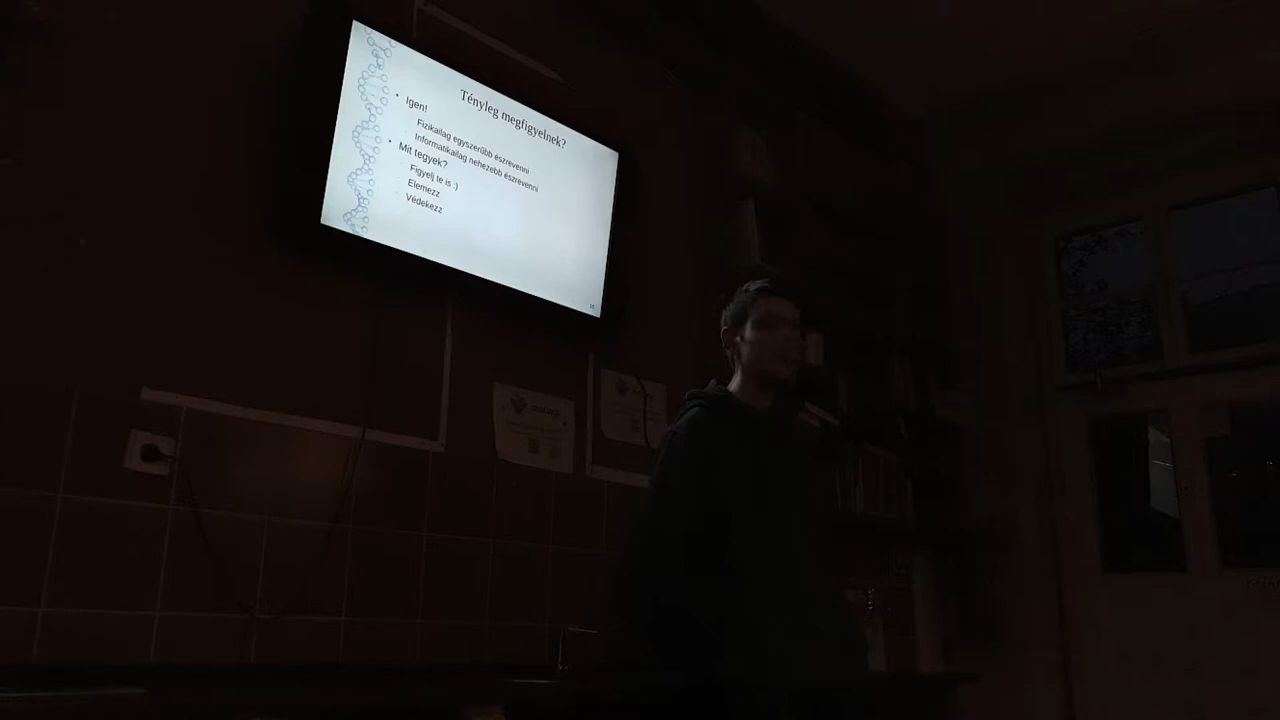 Tényleg megfigyelnek?
Igen!
Fizikailag egyszerűbb észrevenni
Informatikailag nehezebb észrevenni
Mit tegyek?
Figyelj te is :)
Elemezz
Védekezz